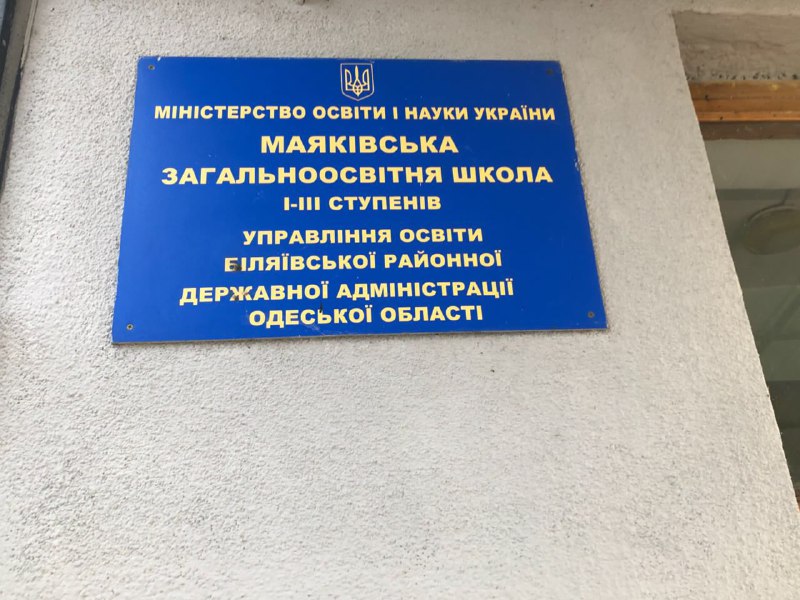 МІНІСТЕРСТВО ОСВІТИ І НАУКИ УКРАЇНИ
МАЯКІВСЬКА
ЗАГАЛЬНООСВІТНЯ ШКОЛА
І-ІІІ СТУПЕНІВ
УПРАВЛІННЯ ОСВІТИ
БІЛЯЇВСЬКОЇ РАЙОННОЇ
ДЕРЖАВНОЇ АДМІНІСТРАЦІЇ
ОДЕСЬКОЇ ОБЛАСТІ